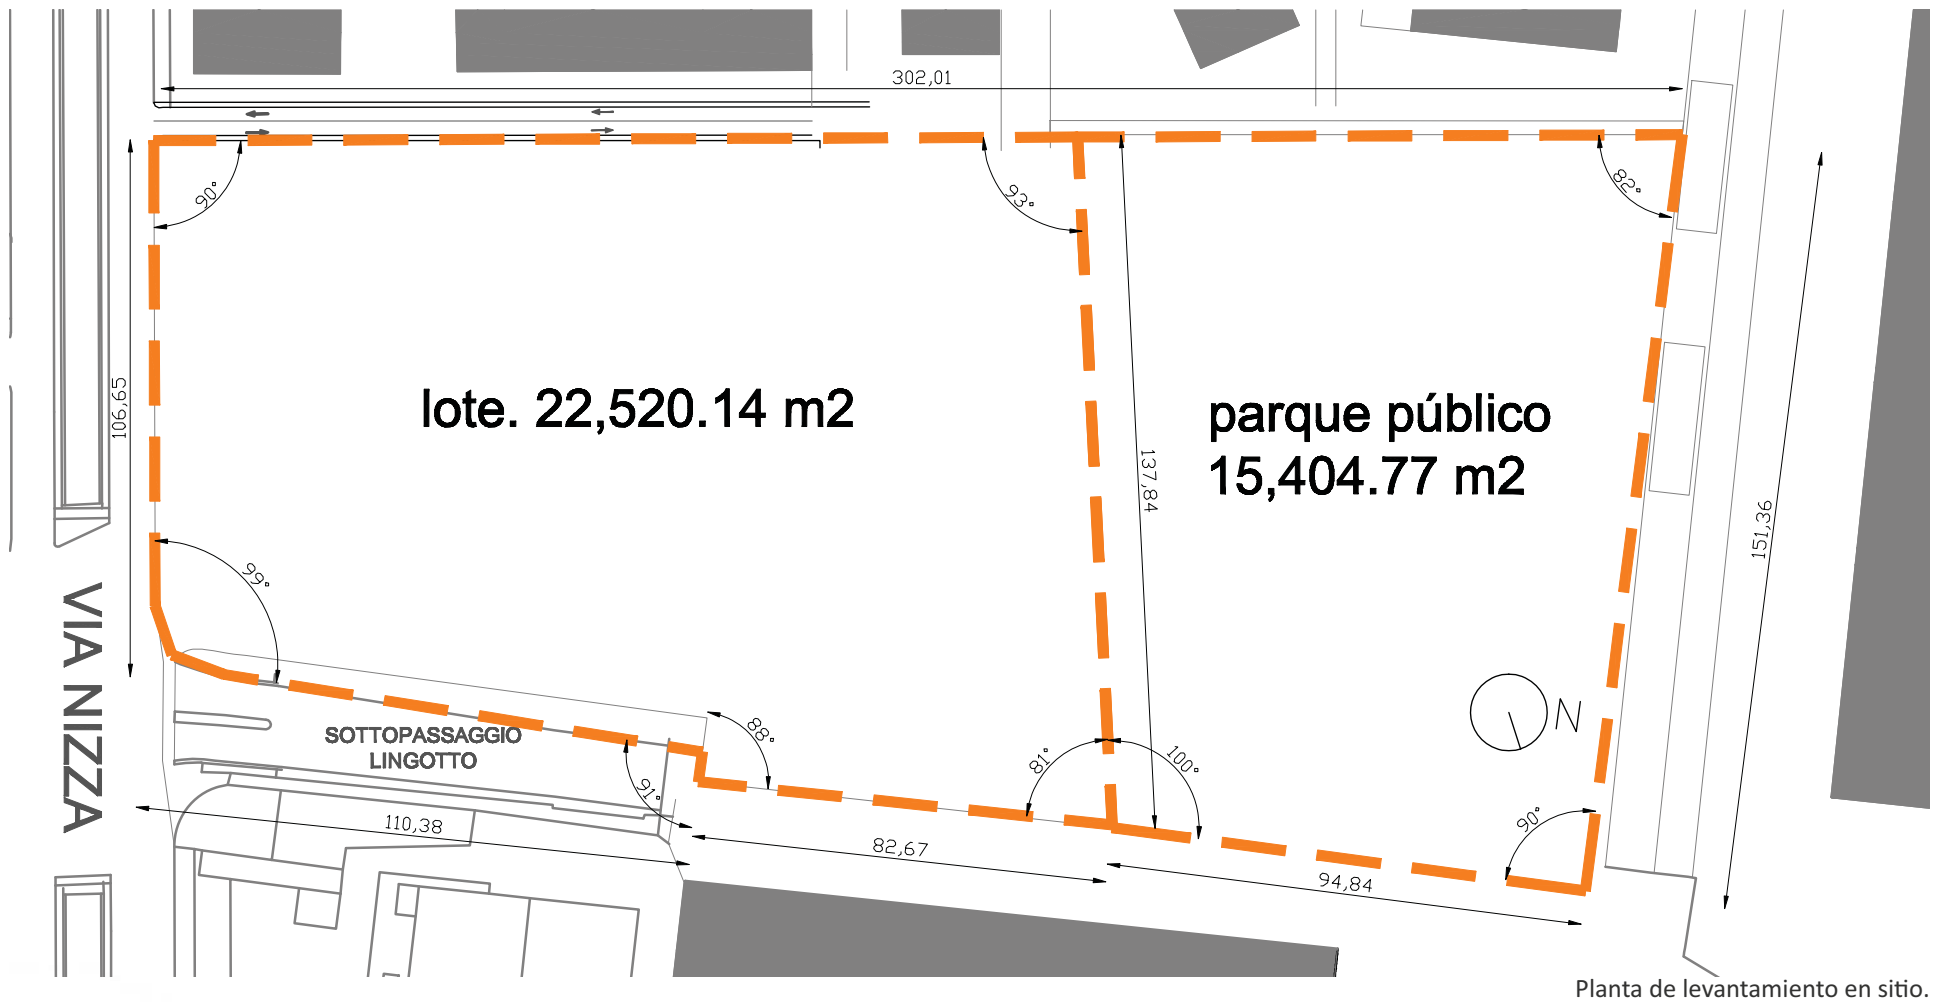 302,01
90°
93°
82°
106,65
lote. 22,520.14 m2
parque público
15,404.77 m2
137,84
151,36
99°
VIA NIZZA
SOTTOPASSAGGIO
LINGOTTO
88°
91°
81°
100°
90°
N
110,38
82,67
94,84
Planta de levantamiento en sitio.